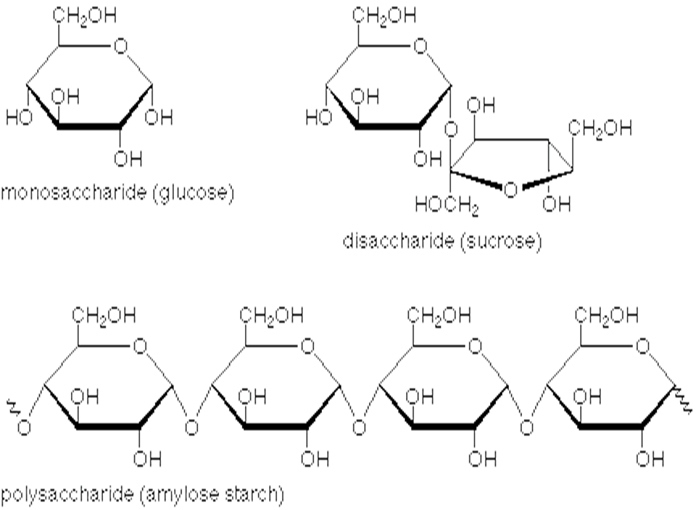 CH₂OH
O
OH
HO OH
OH
monosaccharide (glucose)
CH₂OH
O
OH
HO
OH
O
OH
CH₂OH
O
HOCH₂ OH
disaccharide (sucrose)
CH₂OH CH₂OH CH₂OH CH₂OH
O O O O
OH OH OH OH
O O O O
OH OH OH OH
polysaccharide (amylose starch)